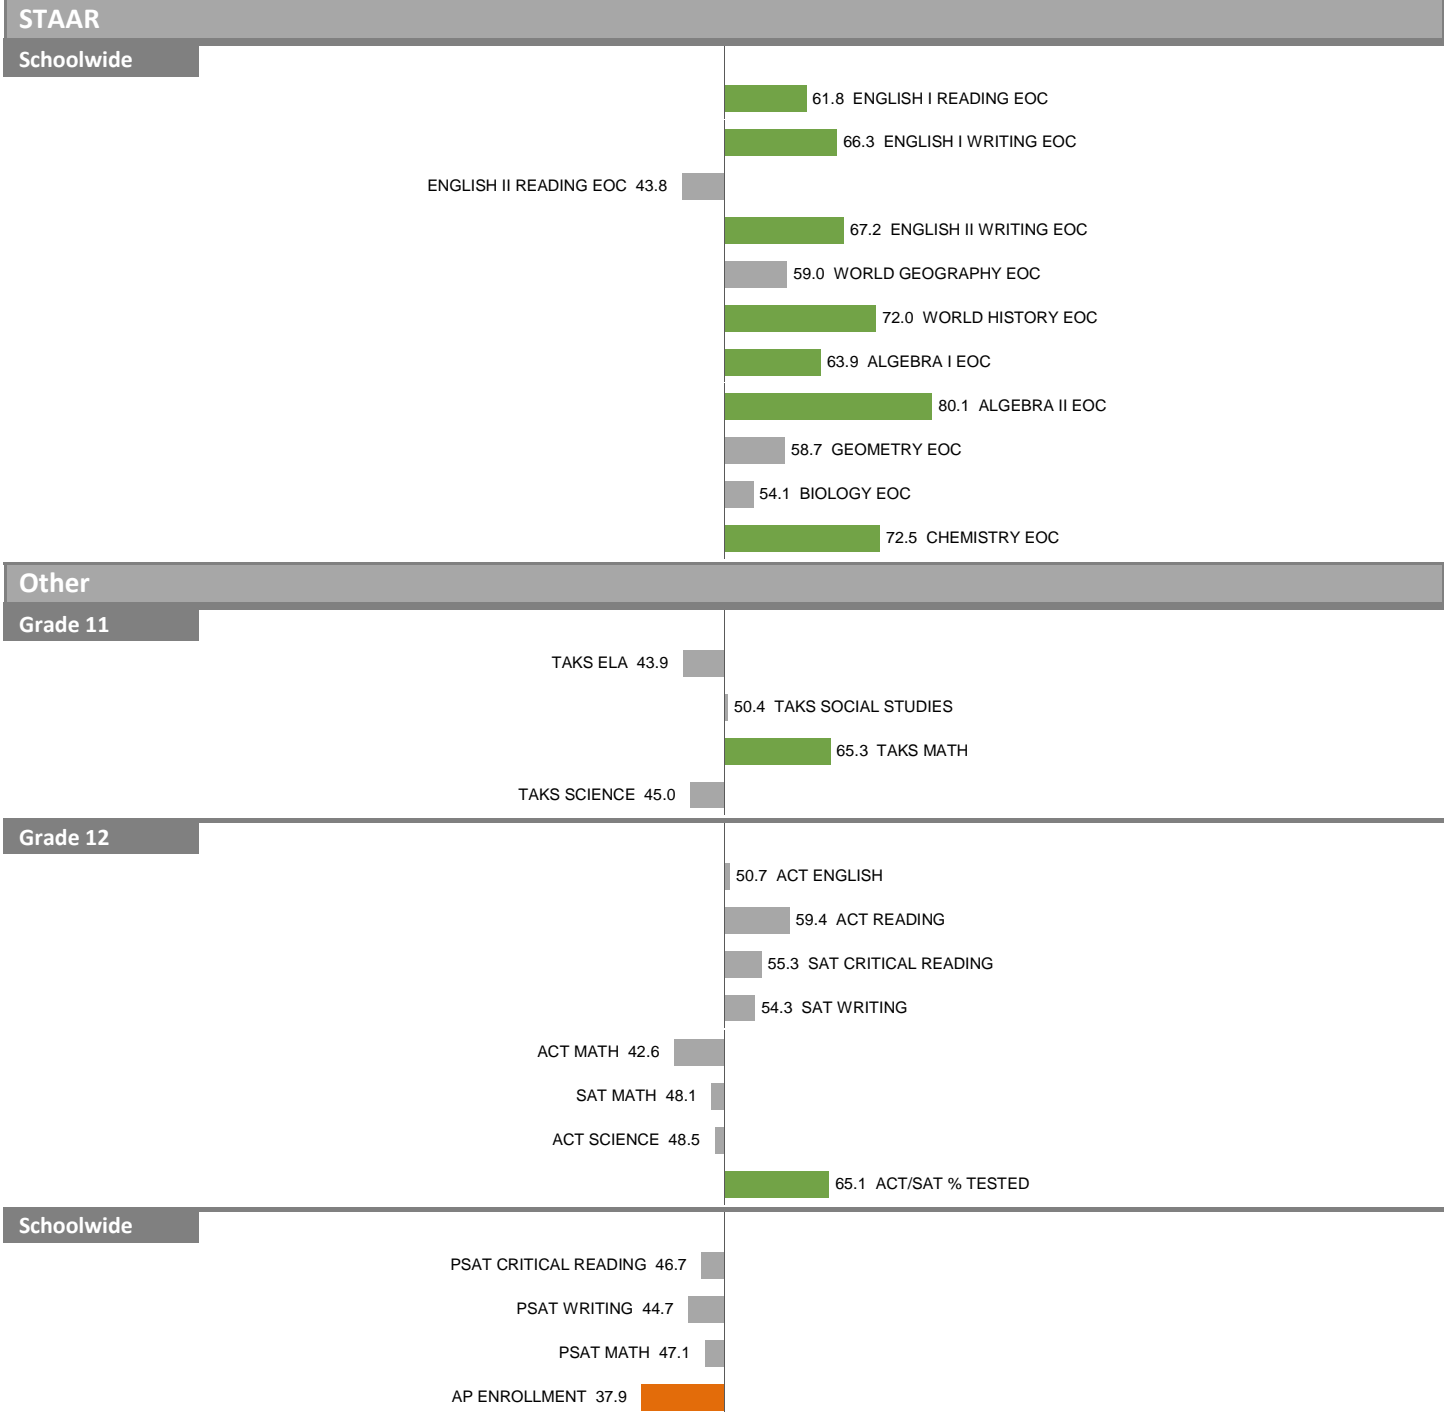 STAAR
Schoolwide
61.8 ENGLISH I READING EOC
66.3 ENGLISH I WRITING EOC
ENGLISH II READING EOC 43.8
67.2 ENGLISH II WRITING EOC
59.0 WORLD GEOGRAPHY EOC
72.0 WORLD HISTORY EOC
63.9 ALGEBRA I EOC
80.1 ALGEBRA II EOC
58.7 GEOMETRY EOC
54.1 BIOLOGY EOC
72.5 CHEMISTRY EOC
Other
Grade 11
TAKS ELA 43.9
50.4 TAKS SOCIAL STUDIES
65.3 TAKS MATH
TAKS SCIENCE 45.0
Grade 12
50.7 ACT ENGLISH
59.4 ACT READING
55.3 SAT CRITICAL READING
54.3 SAT WRITING
ACT MATH 42.6
SAT MATH 48.1
ACT SCIENCE 48.5
65.1 ACT/SAT % TESTED
Schoolwide
PSAT CRITICAL READING 46.7
PSAT WRITING 44.7
PSAT MATH 47.1
AP ENROLLMENT 37.9